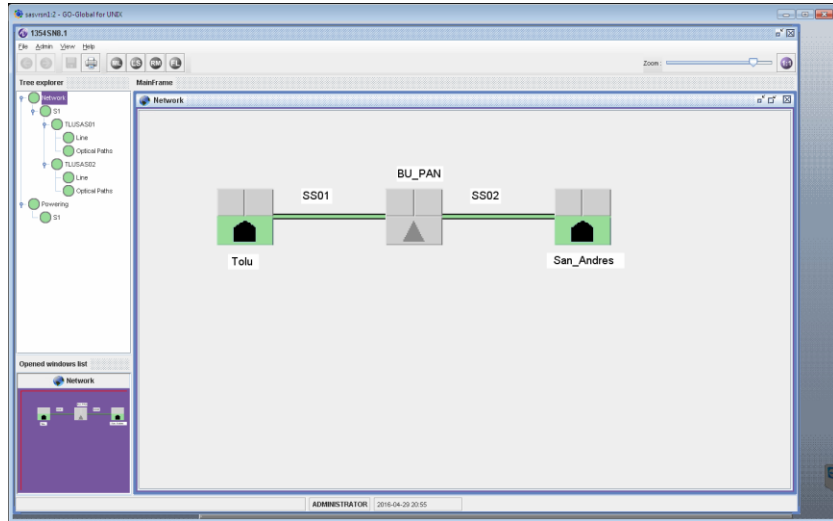 sasvron1:2 - GO-Global for UNIX
1354SNB.1
File Admin View Help
Zoom :
Tree explorer
MainFrame
Network
S1
TLUSAS01
Line
Optical Paths
TLUSAS02
Line
Optical Paths
Powering
S1
Network
BU_PAN
SS01
SS02
Tolu
San_Andres
Opened windows list
Network
ADMINISTRATOR
2016-04-29 20:55